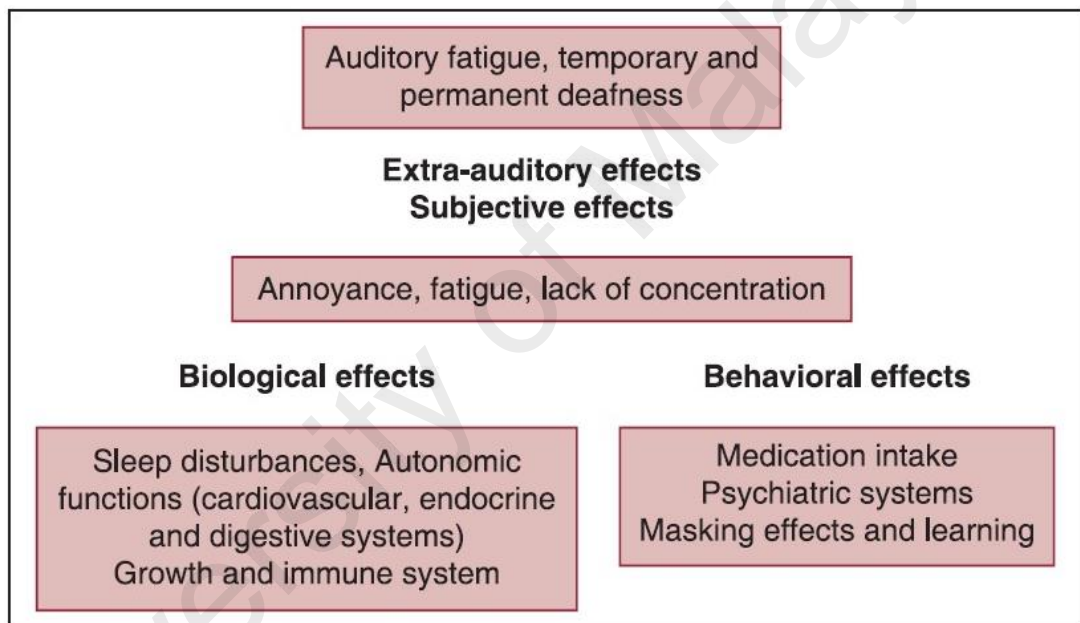 Auditory fatigue, temporary and
permanent deafness
Extra-auditory effects
Subjective effects
Annoyance, fatigue, lack of concentration
Biological effects
Behavioral effects
Sleep disturbances, Autonomic
functions (cardiovascular, endocrine
and digestive systems)
Growth and immune system
Medication intake
Psychiatric systems
Masking effects and learning